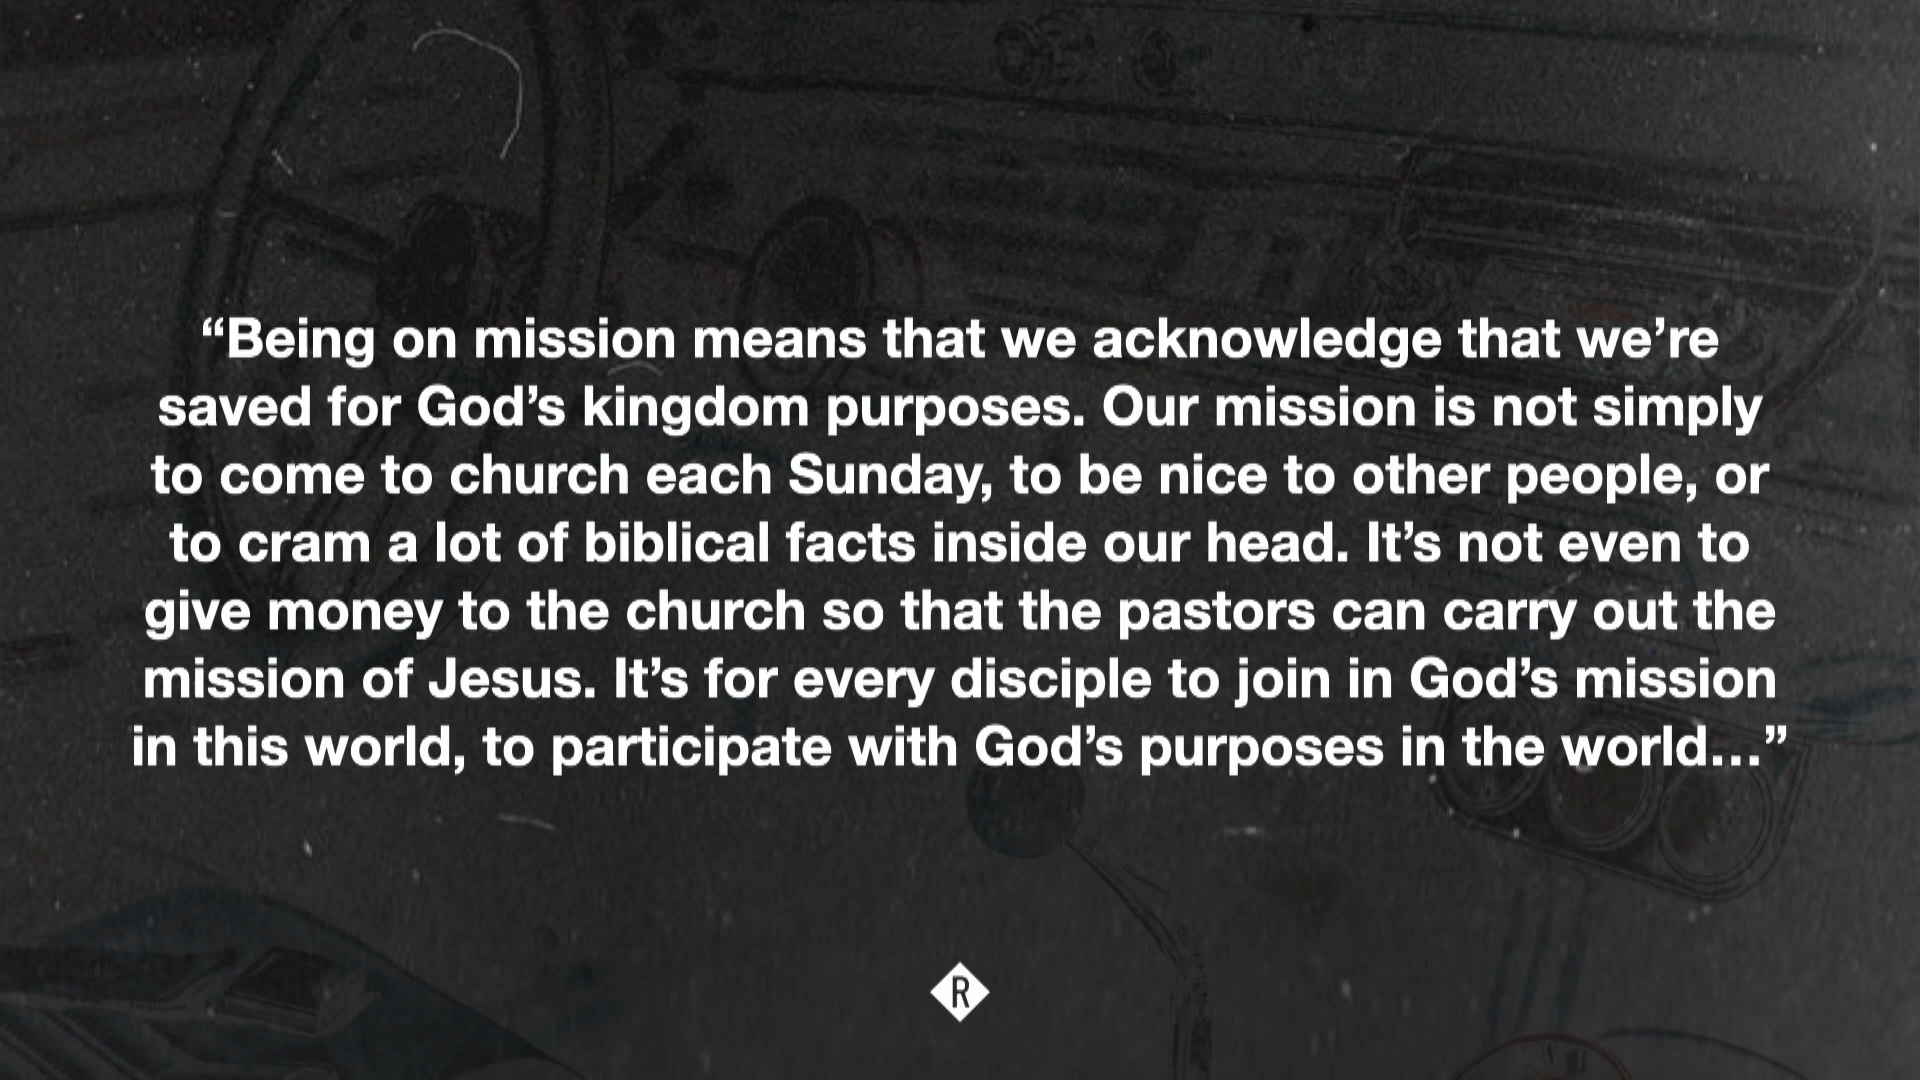 “Being on mission means that we acknowledge that we’re
saved for God’s kingdom purposes. Our mission is not simply
to come to church each Sunday, to be nice to other people, or
to cram a lot of biblical facts inside our head. It’s not even to
give money to the church so that the pastors can carry out the
mission of Jesus. It’s for every disciple to join in God’s mission
in this world, to participate with God’s purposes in the world…”
R